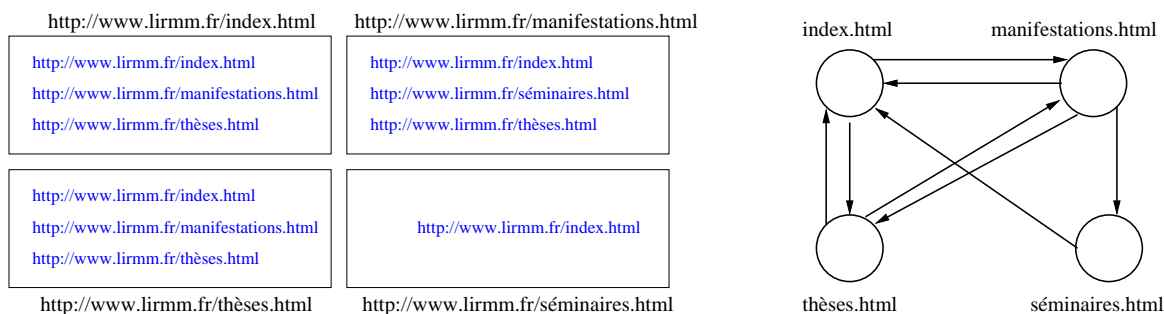 http://www.lirmm.fr/index.html
http://www.lirmm.fr/index.html
http://www.lirmm.fr/manifestations.html
http://www.lirmm.fr/thèses.html
http://www.lirmm.fr/manifestations.html
http://www.lirmm.fr/index.html
http://www.lirmm.fr/séminaires.html
http://www.lirmm.fr/thèses.html
http://www.lirmm.fr/index.html
http://www.lirmm.fr/manifestations.html
http://www.lirmm.fr/thèses.html
http://www.lirmm.fr/thèses.html
http://www.lirmm.fr/index.html
http://www.lirmm.fr/séminaires.html
index.html
manifestations.html
thèses.html
séminaires.html